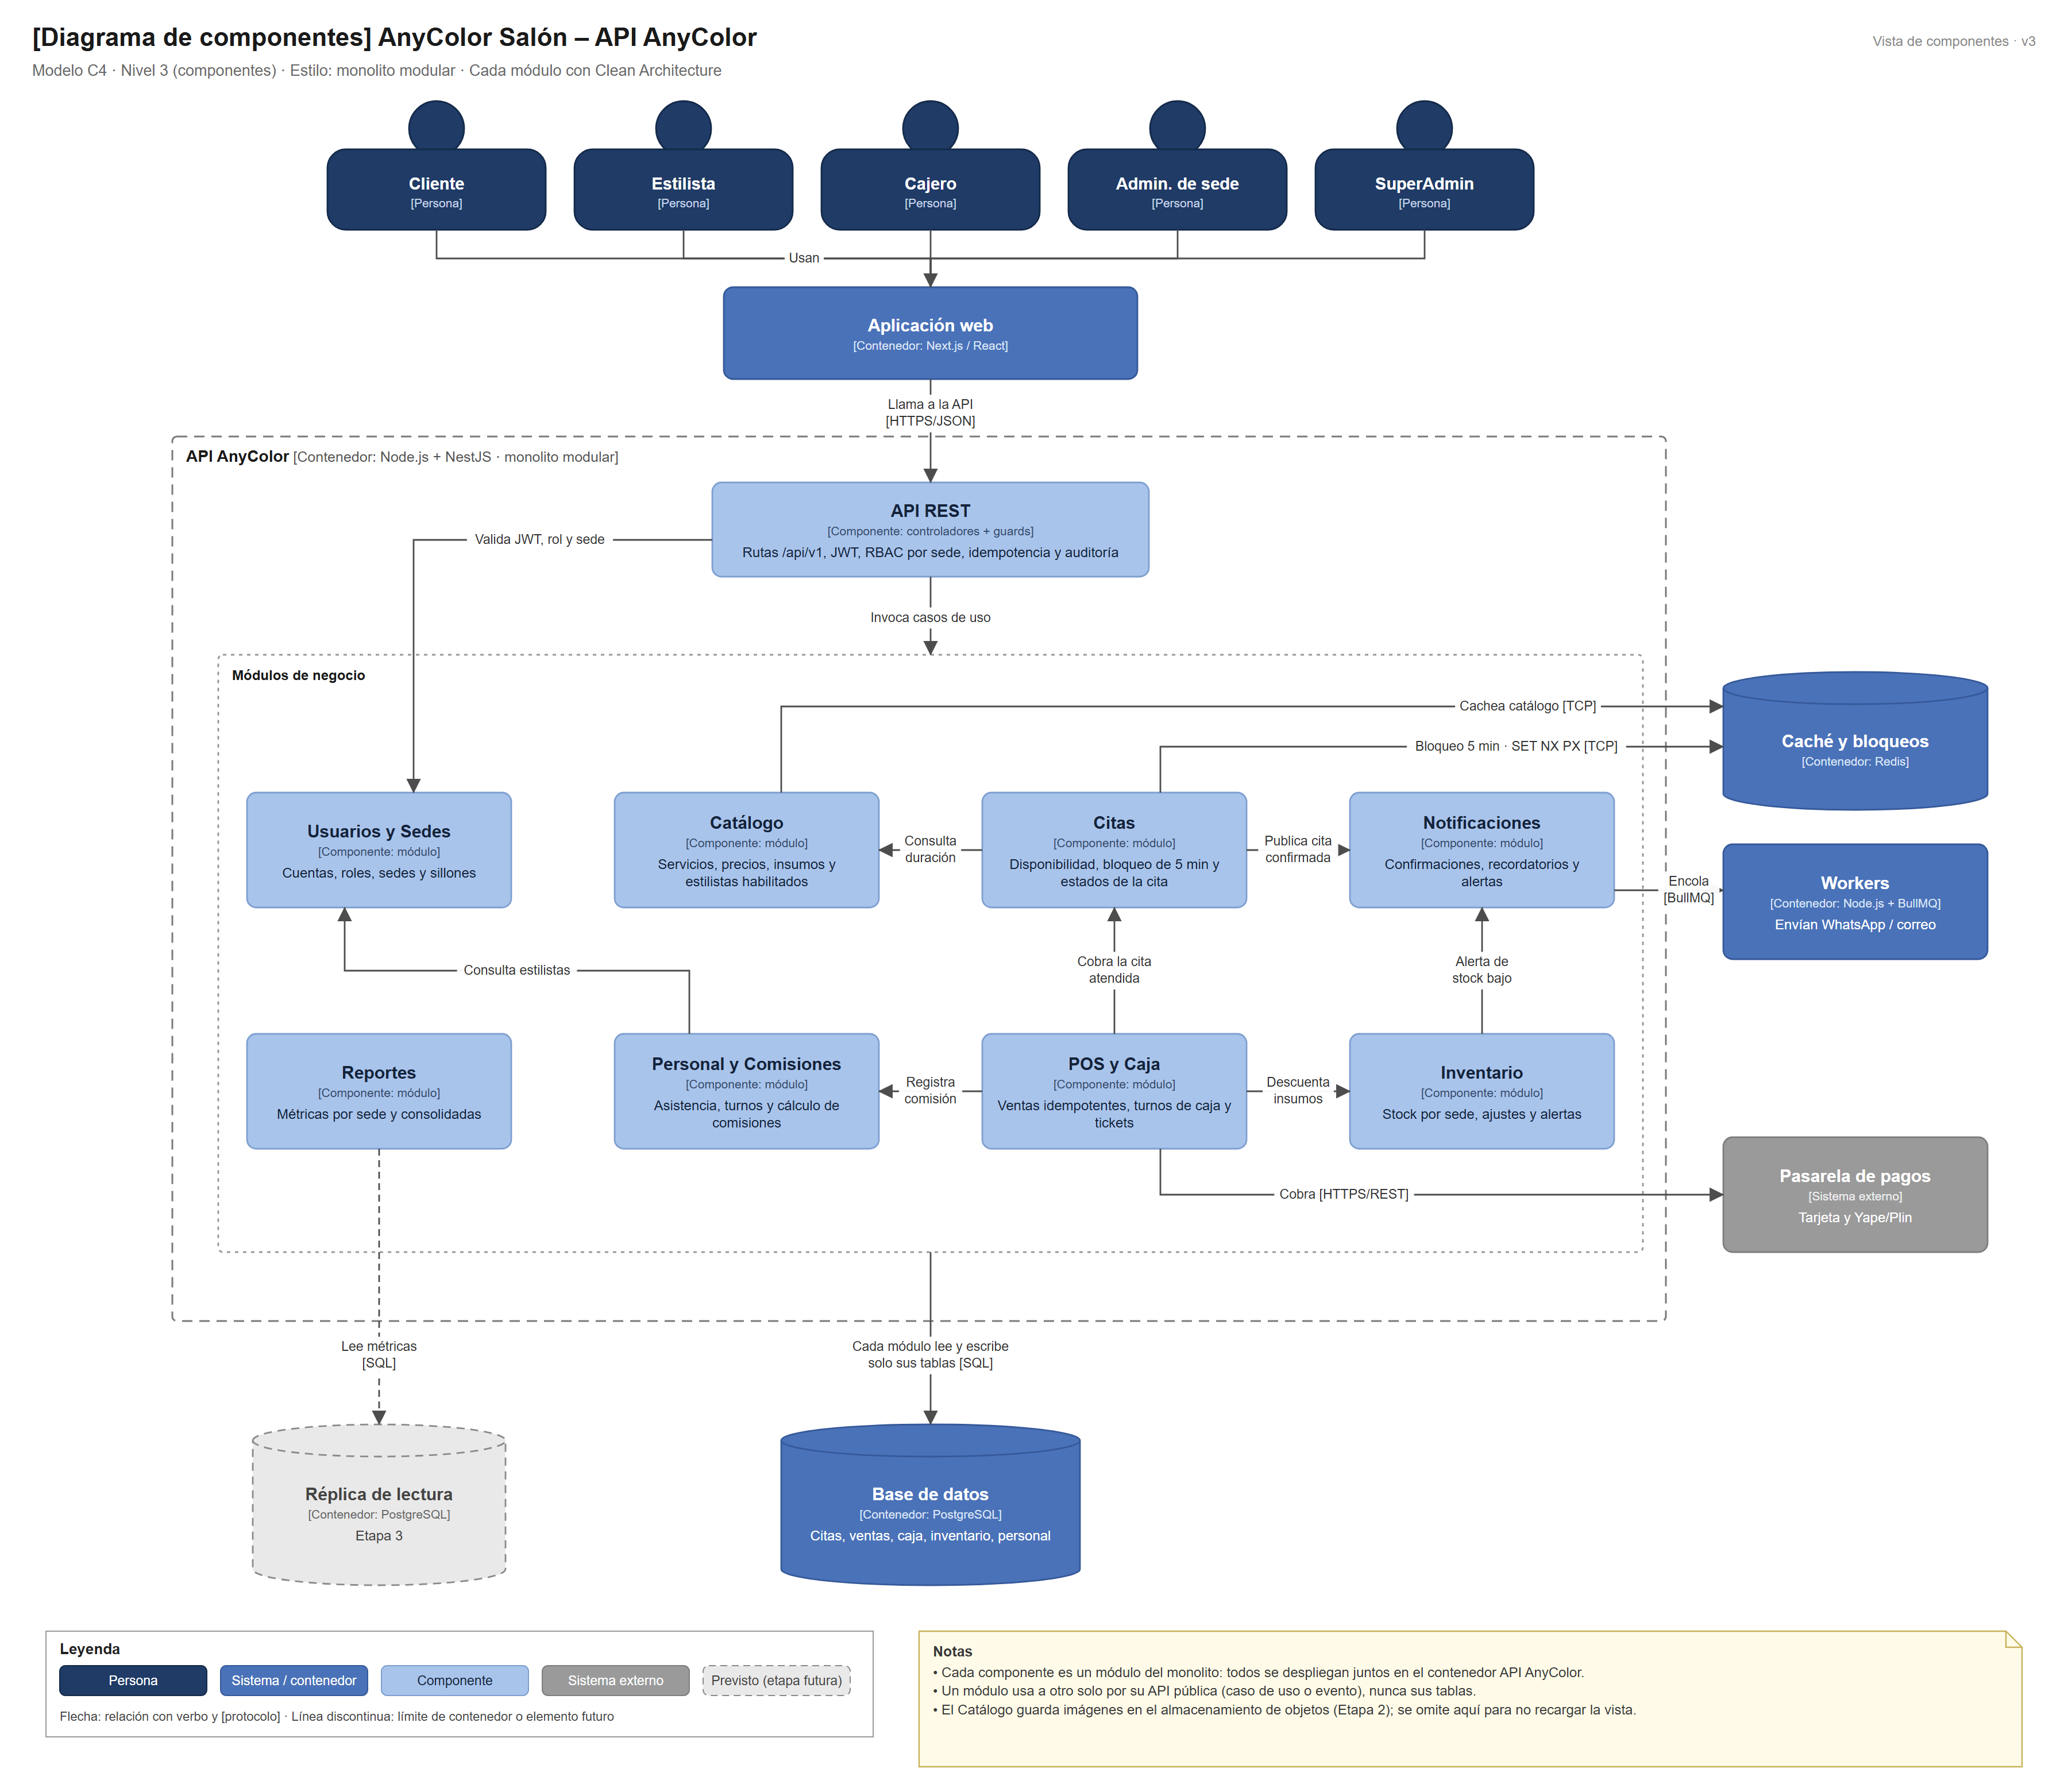 [Diagrama de componentes] AnyColor Salón – API AnyColor
Vista de componentes · v3
Modelo C4 · Nivel 3 (componentes) · Estilo: monolito modular · Cada módulo con Clean Architecture
Cliente
[Persona]
Estilista
[Persona]
Cajero
[Persona]
Admin. de sede
[Persona]
SuperAdmin
[Persona]
Usan
Aplicación web
[Contenedor: Next.js / React]
Llama a la API
[HTTPS/JSON]
API AnyColor [Contenedor: Node.js + NestJS · monolito modular]
API REST
[Componente: controladores + guards]
Rutas /api/v1, JWT, RBAC por sede, idempotencia y auditoría
Valida JWT, rol y sede
Invoca casos de uso
Módulos de negocio
Cachea catálogo [TCP]
Bloqueo 5 min · SET NX PX [TCP]
Caché y bloqueos
[Contenedor: Redis]
Usuarios y Sedes
[Componente: módulo]
Cuentas, roles, sedes y sillones
Catálogo
[Componente: módulo]
Servicios, precios, insumos y
estilistas habilitados
Consulta
duración
Citas
[Componente: módulo]
Disponibilidad, bloqueo de 5 min y
estados de la cita
Publica cita
confirmada
Notificaciones
[Componente: módulo]
Confirmaciones, recordatorios y
alertas
Encola
[BullMQ]
Workers
[Contenedor: Node.js + BullMQ]
Envían WhatsApp / correo
Consulta estilistas
Cobra la cita
atendida
Alerta de
stock bajo
Reportes
[Componente: módulo]
Métricas por sede y consolidadas
Personal y Comisiones
[Componente: módulo]
Asistencia, turnos y cálculo de
comisiones
Registra
comisión
POS y Caja
[Componente: módulo]
Ventas idempotentes, turnos de caja y
tickets
Descuenta
insumos
Inventario
[Componente: módulo]
Stock por sede, ajustes y alertas
Cobra [HTTPS/REST]
Pasarela de pagos
[Sistema externo]
Tarjeta y Yape/Plin
Lee métricas
[SQL]
Cada módulo lee y escribe
solo sus tablas [SQL]
Réplica de lectura
[Contenedor: PostgreSQL]
Etapa 3
Base de datos
[Contenedor: PostgreSQL]
Citas, ventas, caja, inventario, personal
Leyenda
Persona
Sistema / contenedor
Componente
Sistema externo
Previsto (etapa futura)
Flecha: relación con verbo y [protocolo] · Línea discontinua: límite de contenedor o elemento futuro
Notas
• Cada componente es un módulo del monolito: todos se despliegan juntos en el contenedor API AnyColor.
• Un módulo usa a otro solo por su API pública (caso de uso o evento), nunca sus tablas.
• El Catálogo guarda imágenes en el almacenamiento de objetos (Etapa 2); se omite aquí para no recargar la vista.